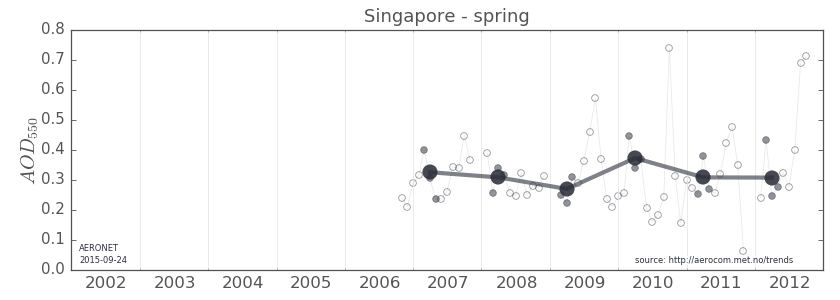 Singapore - spring
0.8
0.7
0.6
0.5
0.4
0.3
0.2
0.1
0.0
AOD550
AERONET
2015-09-24
source: http://aerocom.met.no/trends
2002 2003 2004 2005 2006 2007 2008 2009 2010 2011 2012